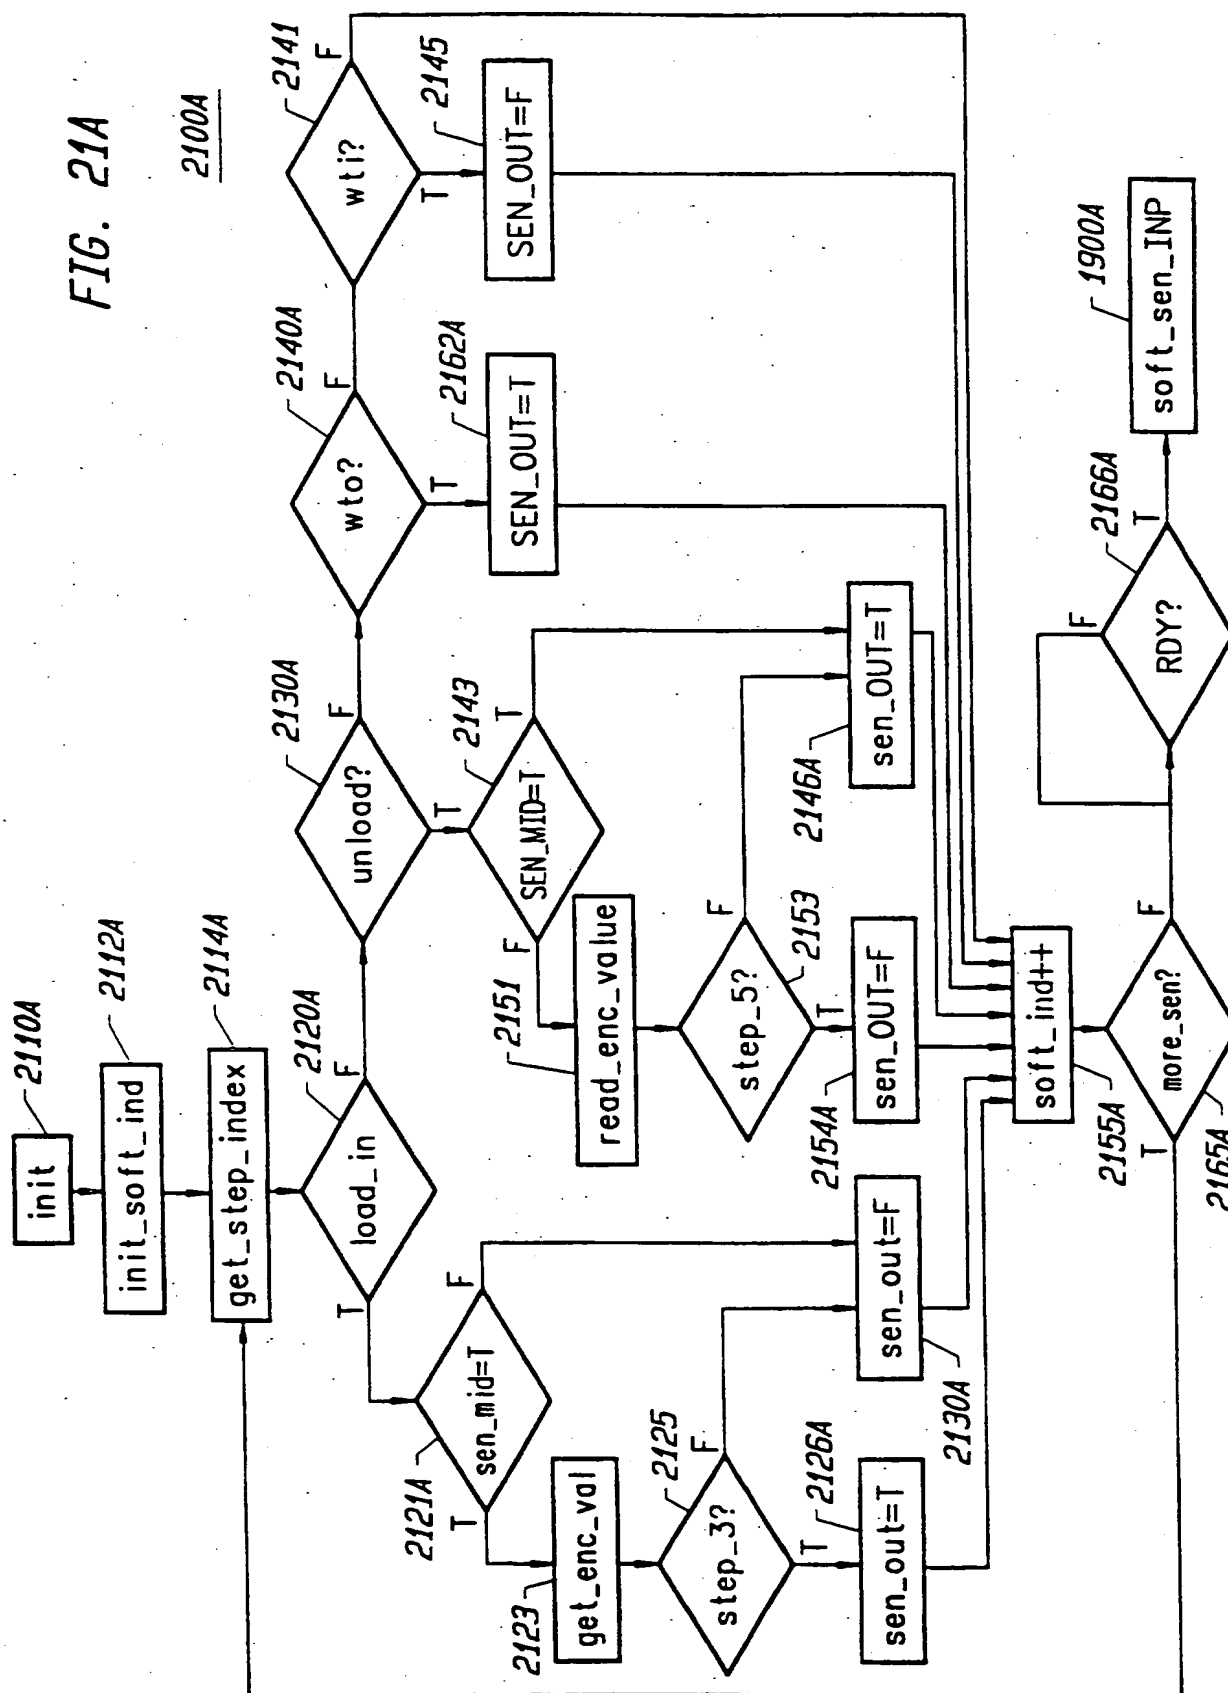 FIG. 21A
2100A
init
2110A
init_soft_ind
2112A
get_step_index
2114A
load_in
2120A
T
F
unload?
2130A
T
F
wto?
2140A
T
F
wti?
2141
T
F
SEN_OUT=F
2145
SEN_OUT=T
2162A
SEN_MID=T
2143
T
F
2151
read_enc_value
step_5?
2153
T
F
sen_OUT=T
2146A
sen_OUT=F
2154A
sen_mid=T
2121A
T
F
get_enc_val
2123
step_3?
2125
T
F
sen_out=T
2126A
sen_out=F
2130A
soft_ind++
2155A
more_sen?
2165A
T
F
RDY?
2166A
F
T
soft_sen_INP
1900A